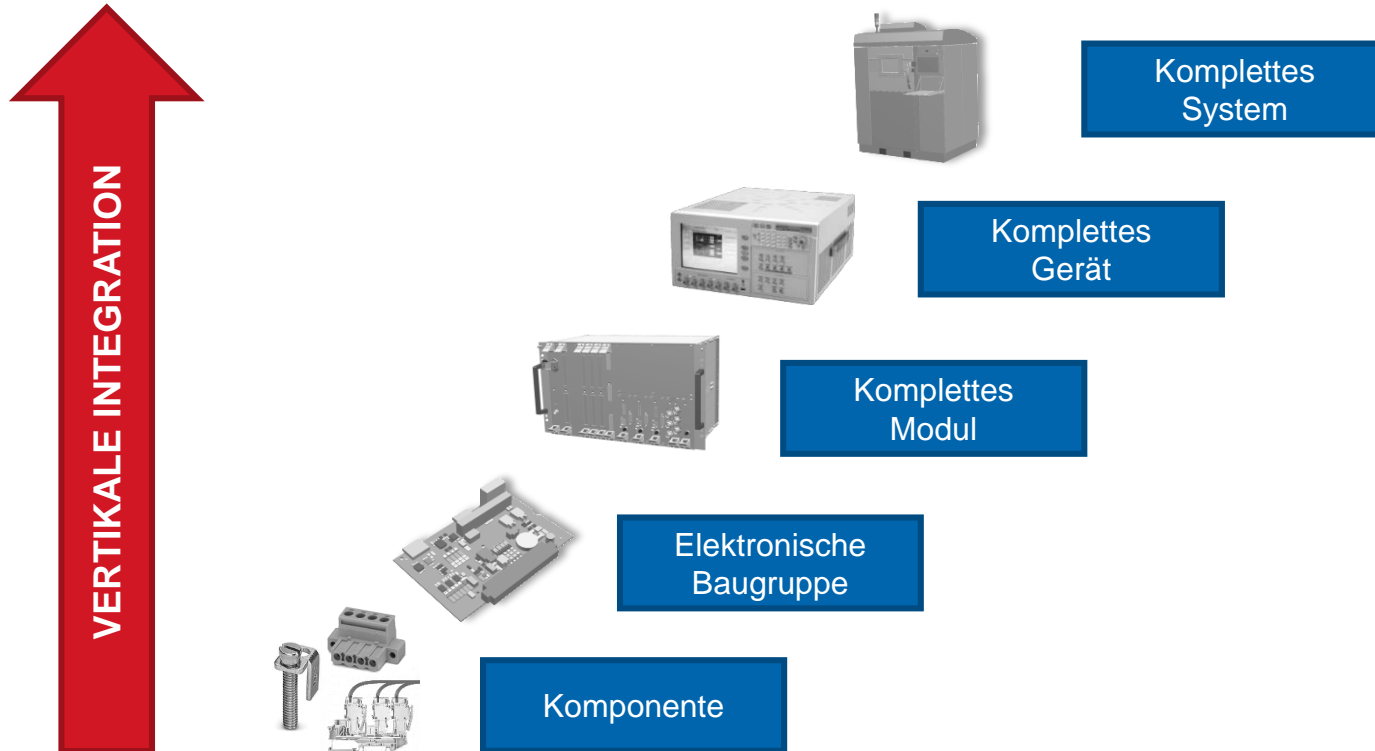 Komplettes
System
Komplettes
Gerät
Komplettes
Modul
Elektronische
Baugruppe
Komponente
VERTIKALE INTEGRATION